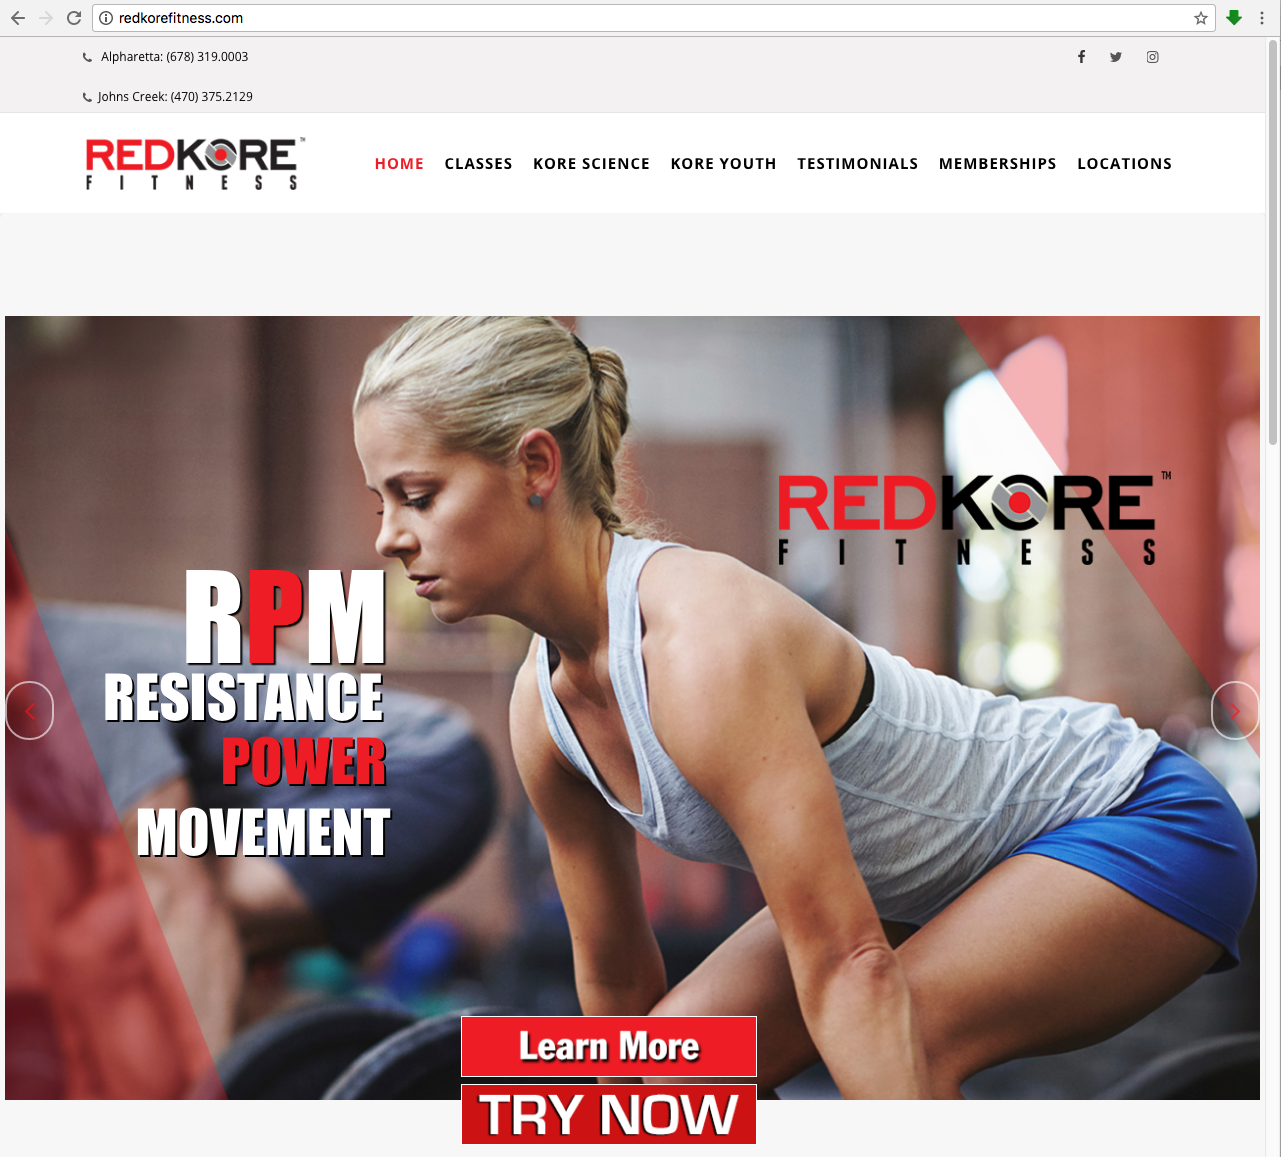 redkorefitness.com
Alpharetta: (678) 319.0003
Johns Creek: (470) 375.2129
REDKORE™
FITNESS
HOME CLASSES KORE SCIENCE KORE YOUTH TESTIMONIALS MEMBERSHIPS LOCATIONS
REDKORE™
FITNESS
RPM
RESISTANCE
POWER
MOVEMENT
Learn More
TRY NOW